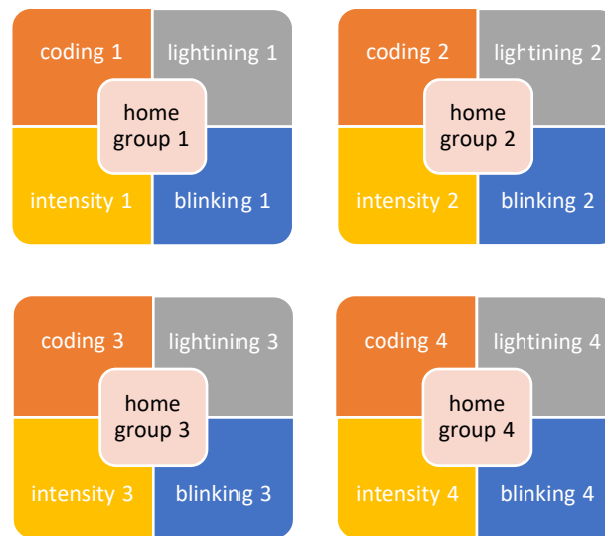 coding 1
lightining 1
home
group 1
intensity 1
blinking 1
coding 2
lightining 2
home
group 2
intensity 2
blinking 2
coding 3
lightining 3
home
group 3
intensity 3
blinking 3
coding 4
lightining 4
home
group 4
intensity 4
blinking 4